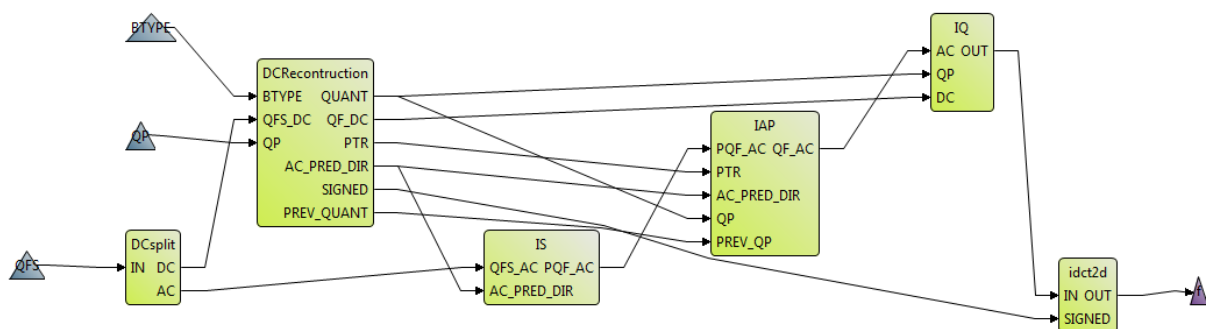 BTYPE
DCRecontruction
BTYPE QUANT
QFS_DC QF_DC
QP PTR
AC_PRED_DIR
SIGNED
PREV_QUANT
QP
QFS
DCsplit
IN DC
AC
IS
QFS_AC PQF_AC
AC_PRED_DIR
IAP
PQF_AC QF_AC
PTR
AC_PRED_DIR
QP
PREV_QP
IQ
AC OUT
QP
DC
idct2d
IN OUT
SIGNED
f